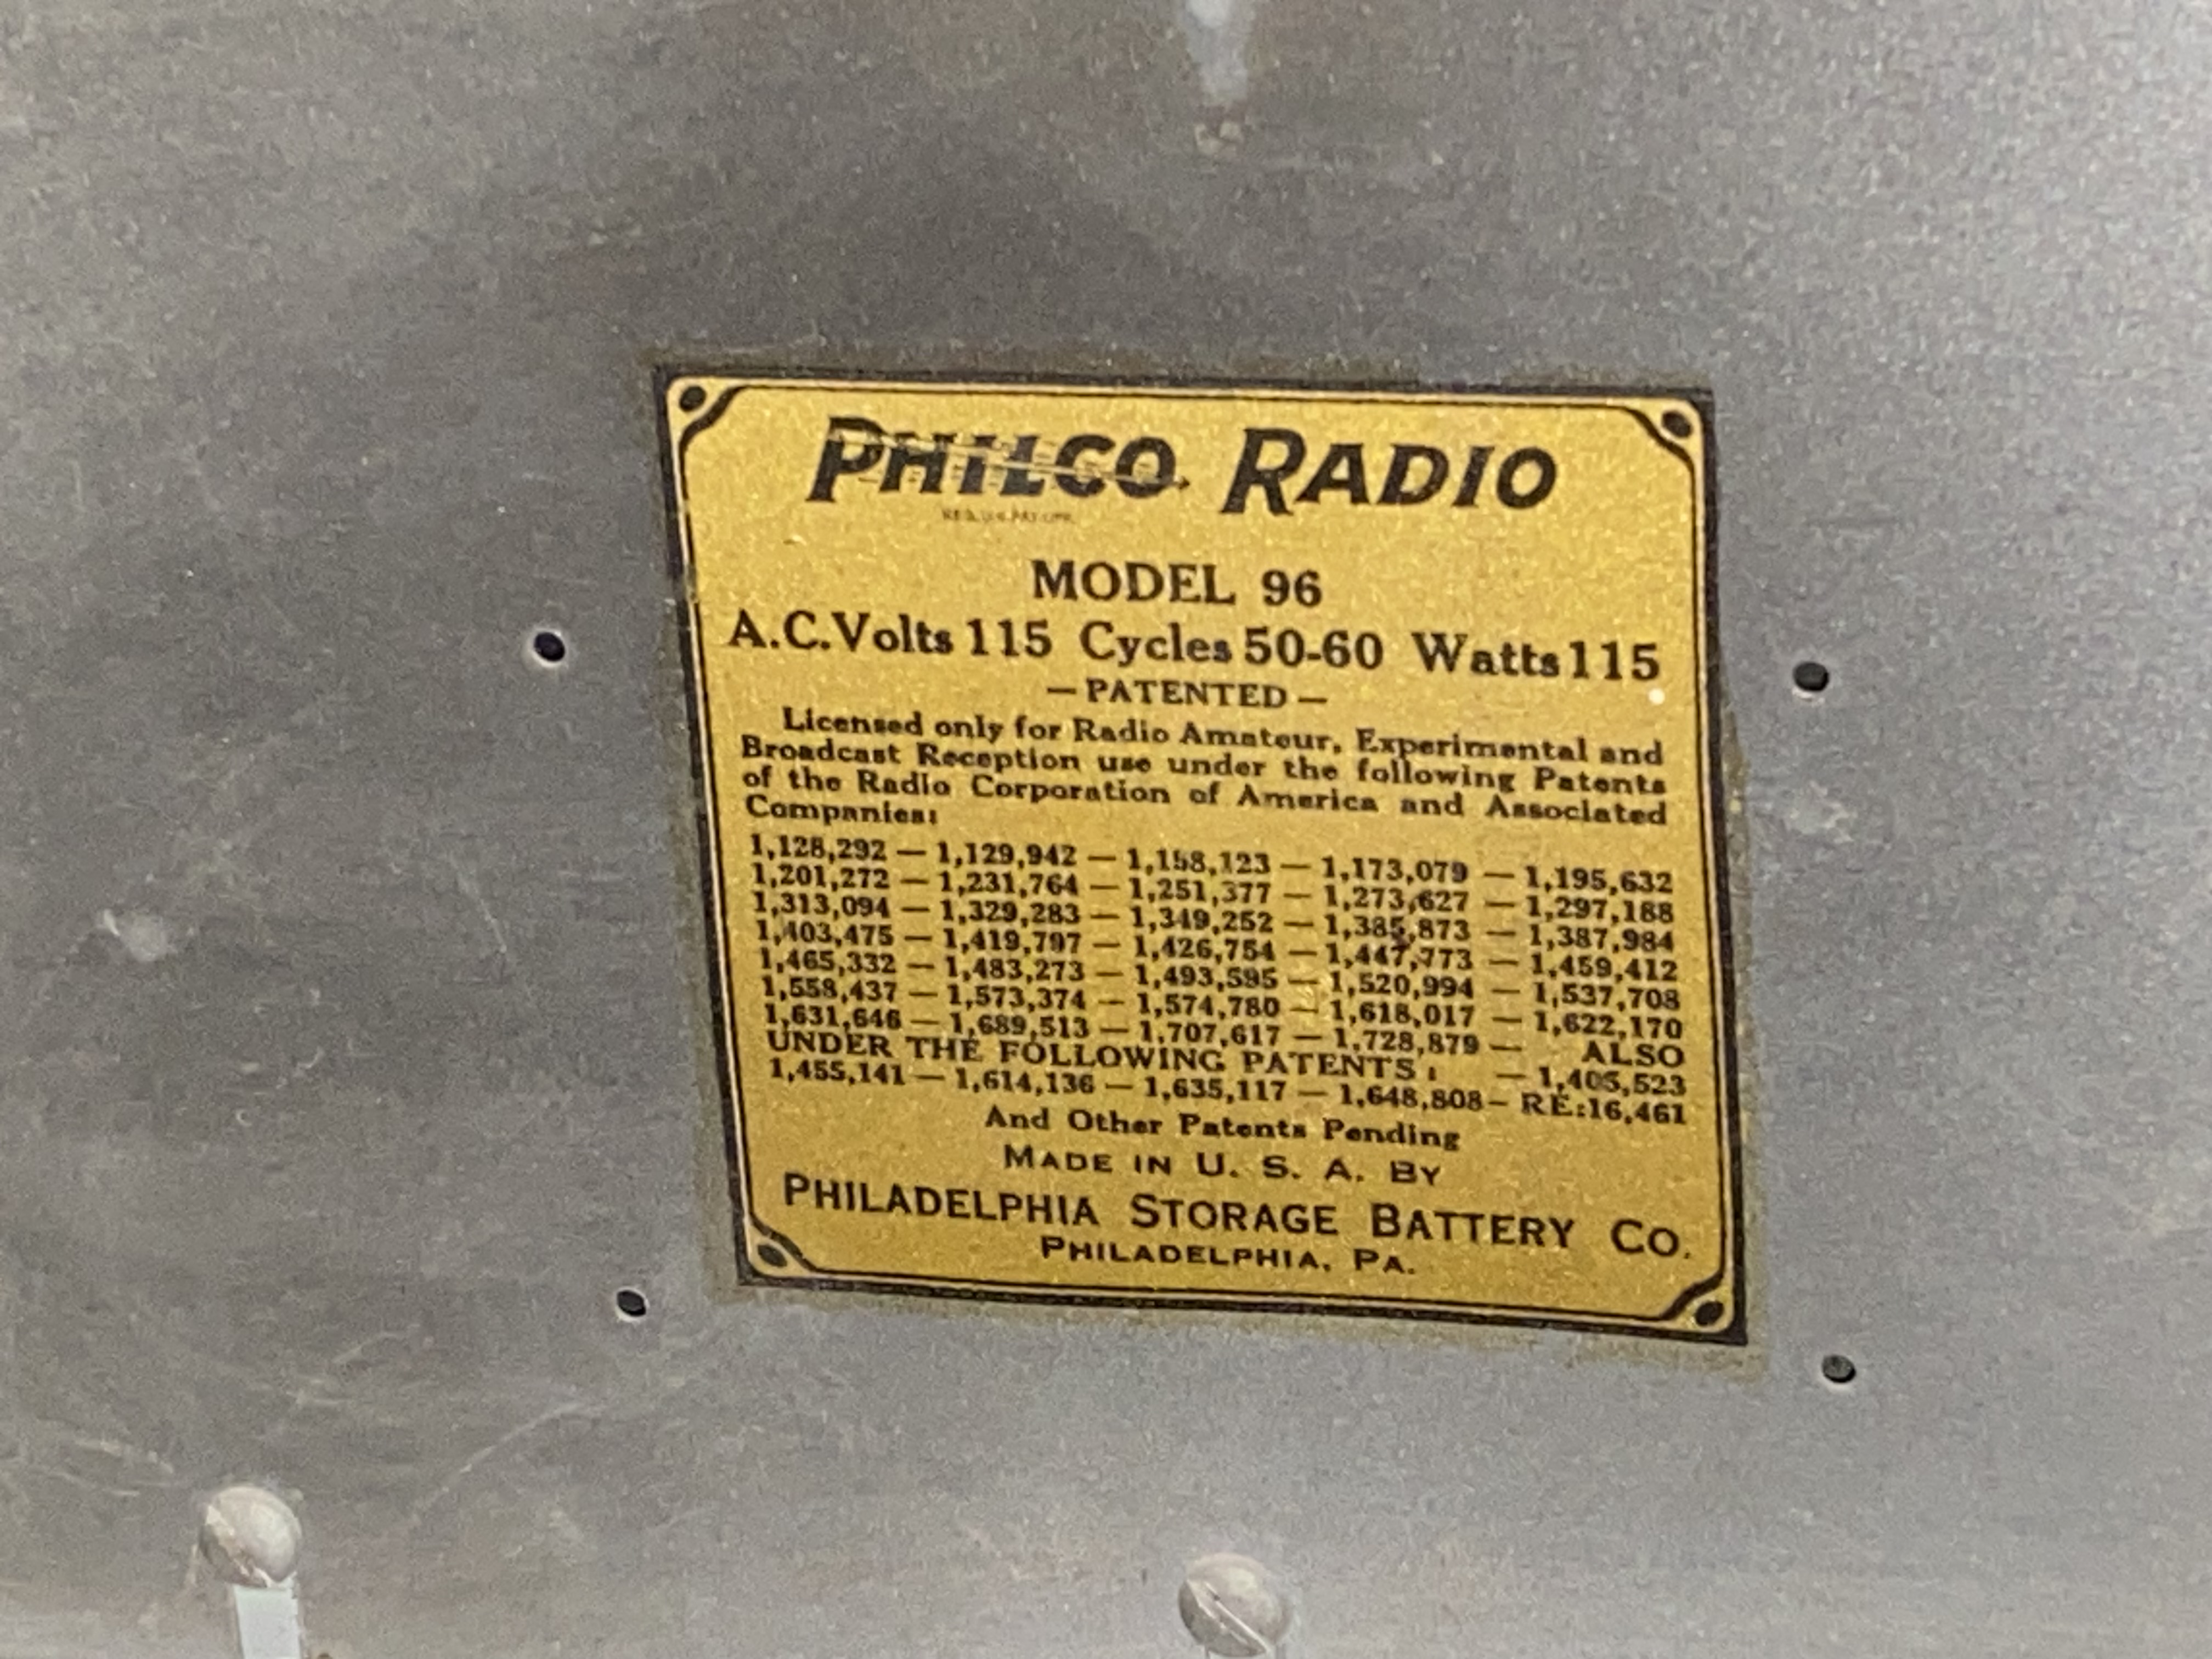 PHILCO RADIO
REG. U.S. PAT. OFF.
MODEL 96
A.C. Volts 115 Cycles 50-60 Watts 115
— PATENTED —
Licensed only for Radio Amateur, Experimental and
Broadcast Reception use under the following Patents
of the Radio Corporation of America and Associated
Companies:
1,128,292 — 1,129,942 — 1,158,123 — 1,173,079 — 1,195,632
1,201,272 — 1,231,764 — 1,251,377 — 1,273,627 — 1,297,188
1,313,094 — 1,329,283 — 1,349,252 — 1,385,873 — 1,387,984
1,403,475 — 1,419,797 — 1,426,754 — 1,447,773 — 1,459,412
1,465,332 — 1,483,273 — 1,493,595 — 1,520,994 — 1,537,708
1,558,437 — 1,573,374 — 1,574,780 — 1,618,017 — 1,622,170
1,631,646 — 1,689,513 — 1,707,617 — 1,728,879 — ALSO
UNDER THE FOLLOWING PATENTS: — 1,405,523
1,455,141 — 1,614,136 — 1,635,117 — 1,648,808 — RE:16,461
And Other Patents Pending
MADE IN U. S. A. BY
PHILADELPHIA STORAGE BATTERY CO.
PHILADELPHIA, PA.